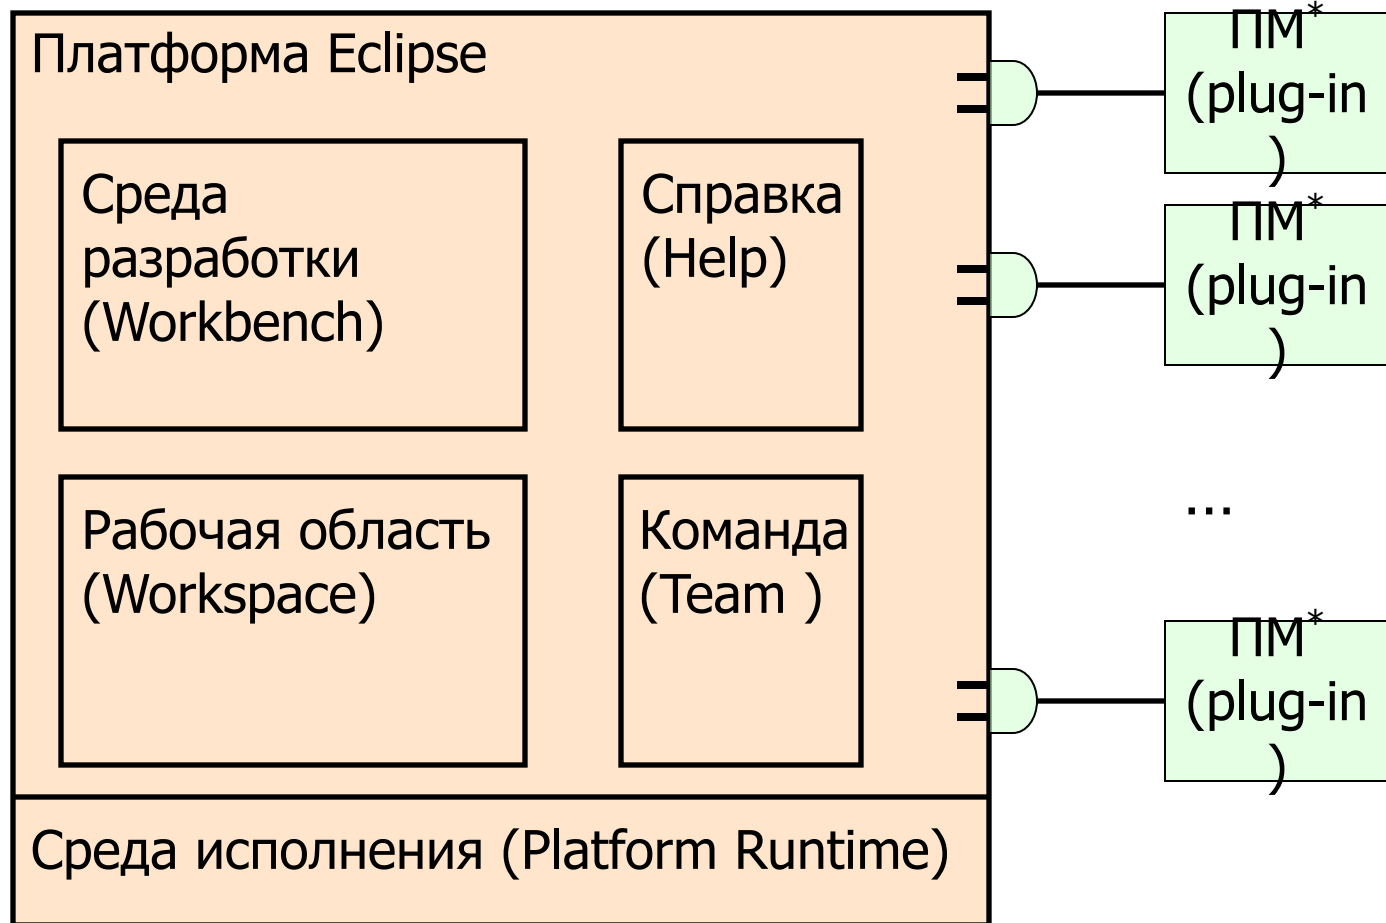 Платформа Eclipse
Среда
разработки
(Workbench)
Справка
(Help)
Рабочая область
(Workspace)
Команда
(Team )
Среда исполнения (Platform Runtime)
ПМ*
(plug-in
)
ПМ*
(plug-in
)
...
ПМ*
(plug-in
)